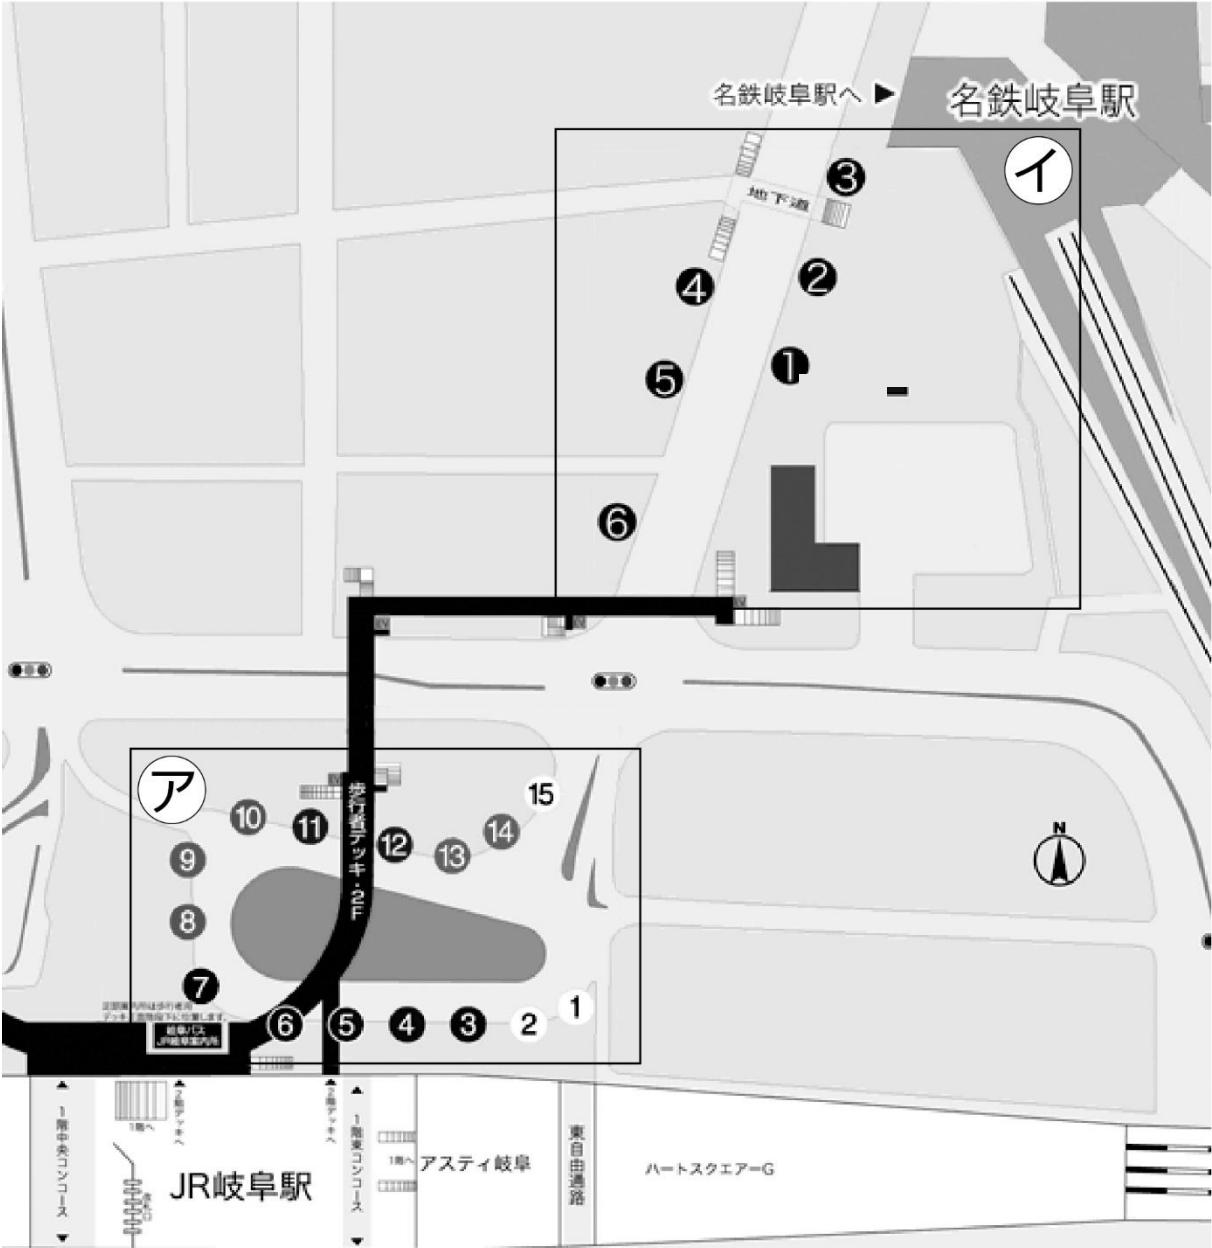 名鉄岐阜駅へ ▶
名鉄岐阜駅
イ
3
地下道
4
2
5
1
6
EV
EV
EV
ア
EV
歩行者デッキ・2F
15
10
11
12
13
14
9
8
7
N
岐阜バス
JR岐阜案内所
6
5
4
3
2
1
1階中央コンコース
1階へ
2階デッキへ
2階デッキへ
1階東コンコース
1階へ
アスティ岐阜
JR岐阜駅
東自由通路
ハートスクエアーG